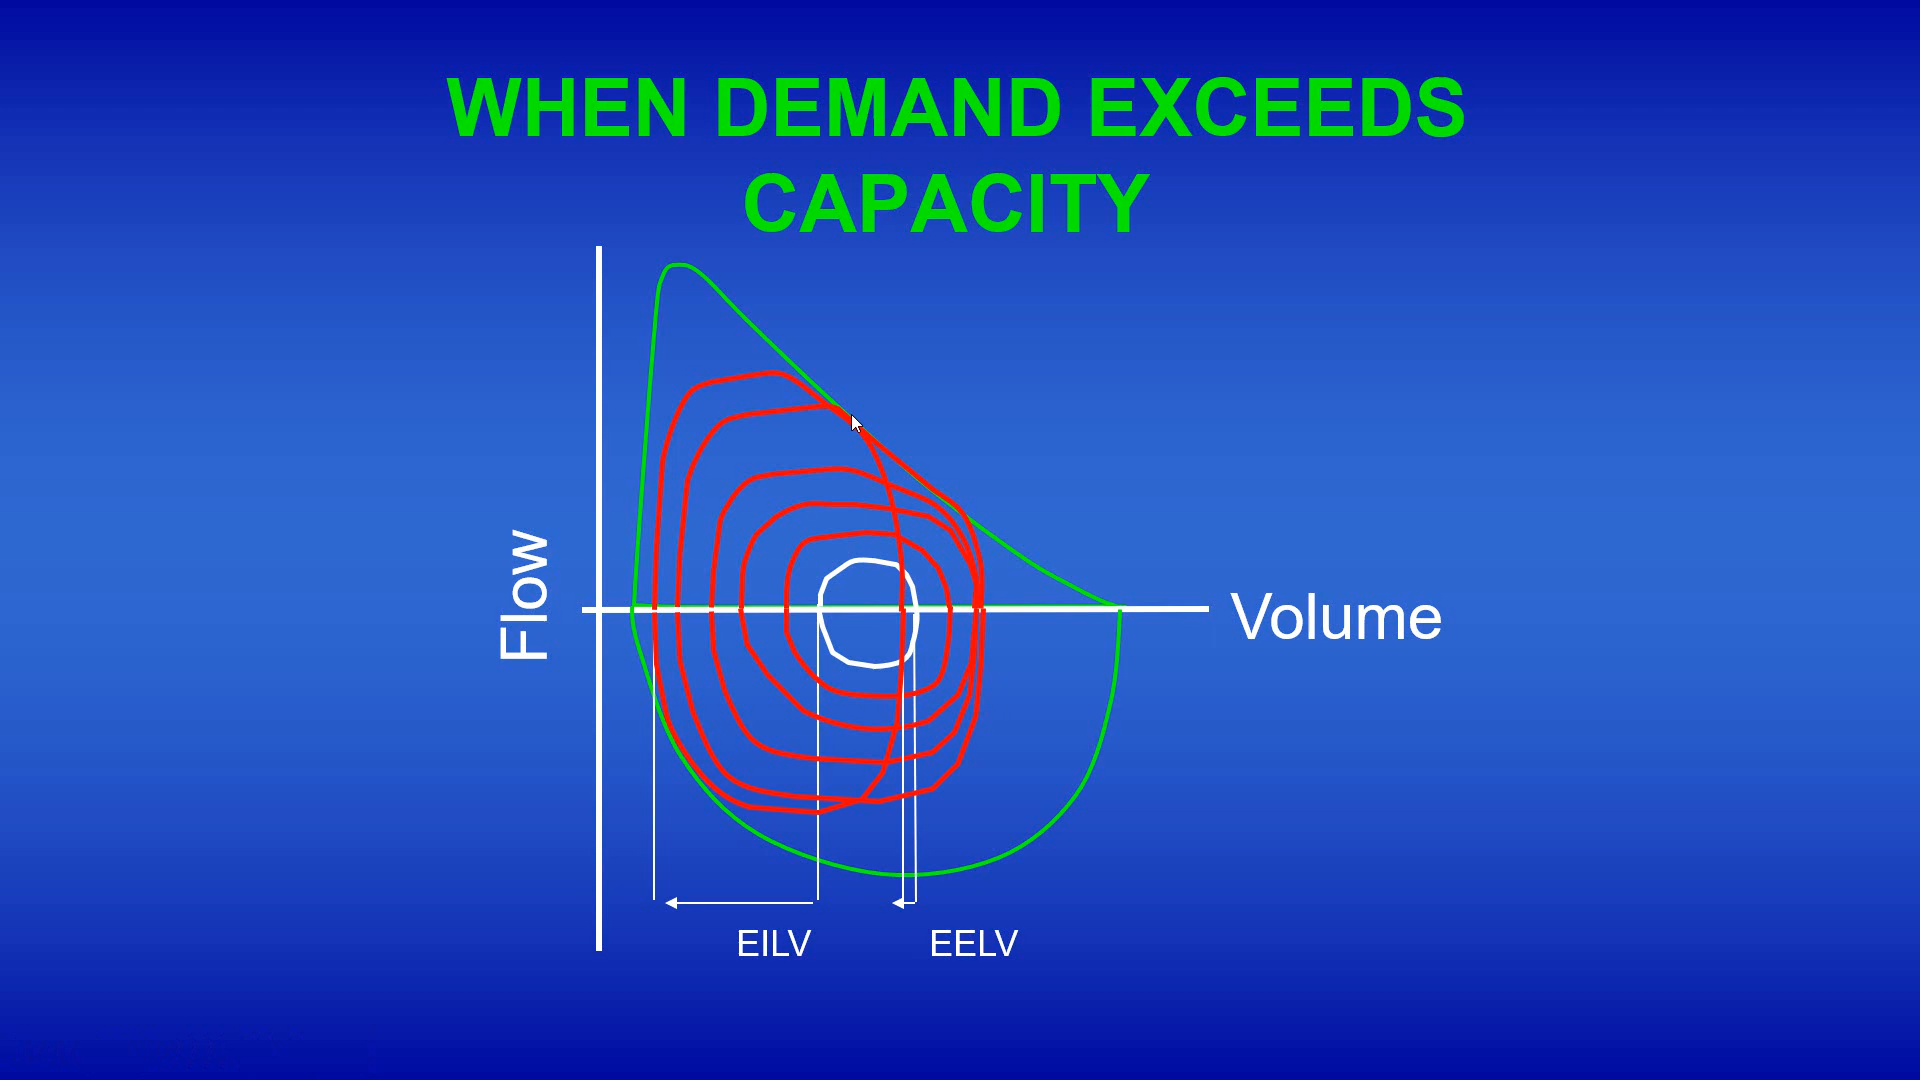 WHEN DEMAND EXCEEDS
CAPACITY
Flow
Volume
EILV
EELV